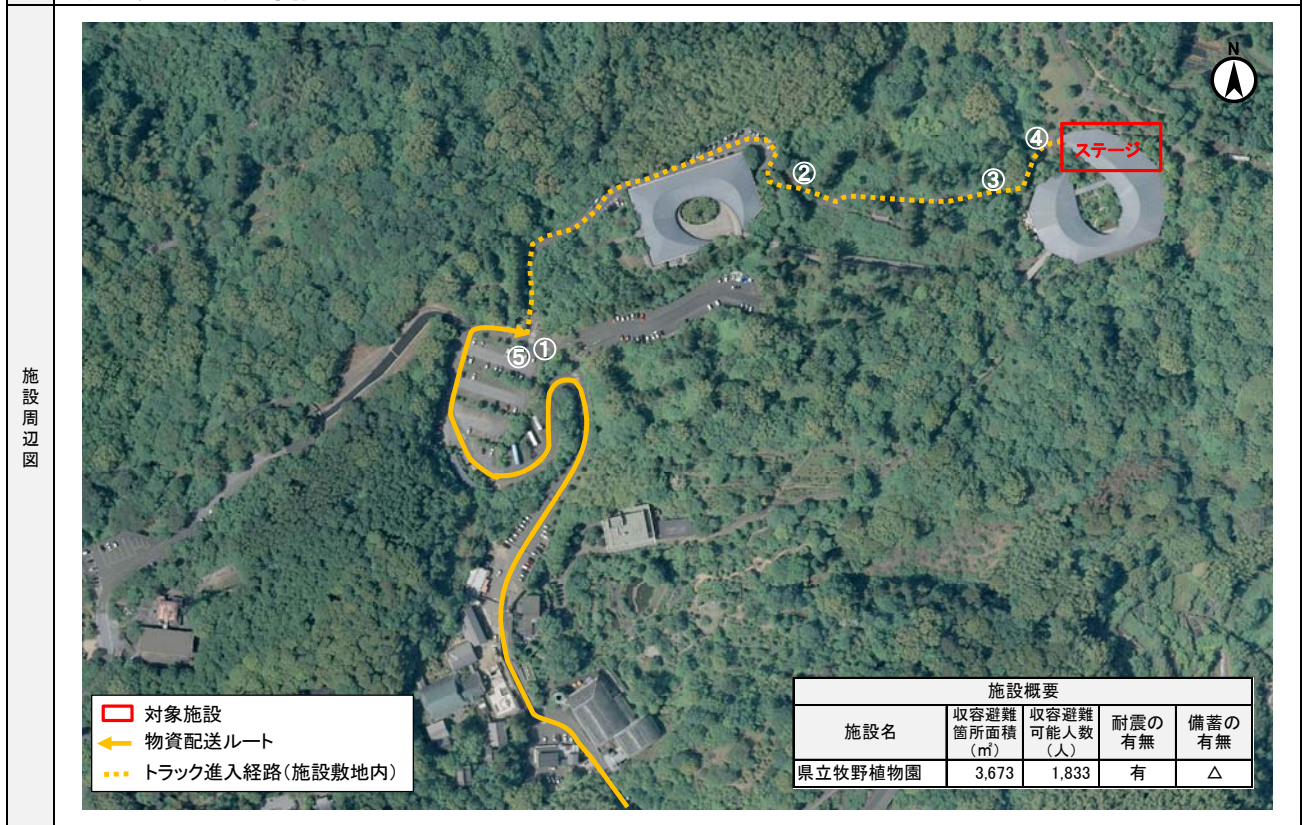 施設周辺図
N
④
ステージ
②
③
⑤
①
対象施設
物資配送ルート
トラック進入経路(施設敷地内)
施設概要
施設名
収容避難
箇所面積
(㎡)
収容避難
可能人数
(人)
耐震の
有無
備蓄の
有無
県立牧野植物園
3,673
1,833
有
△